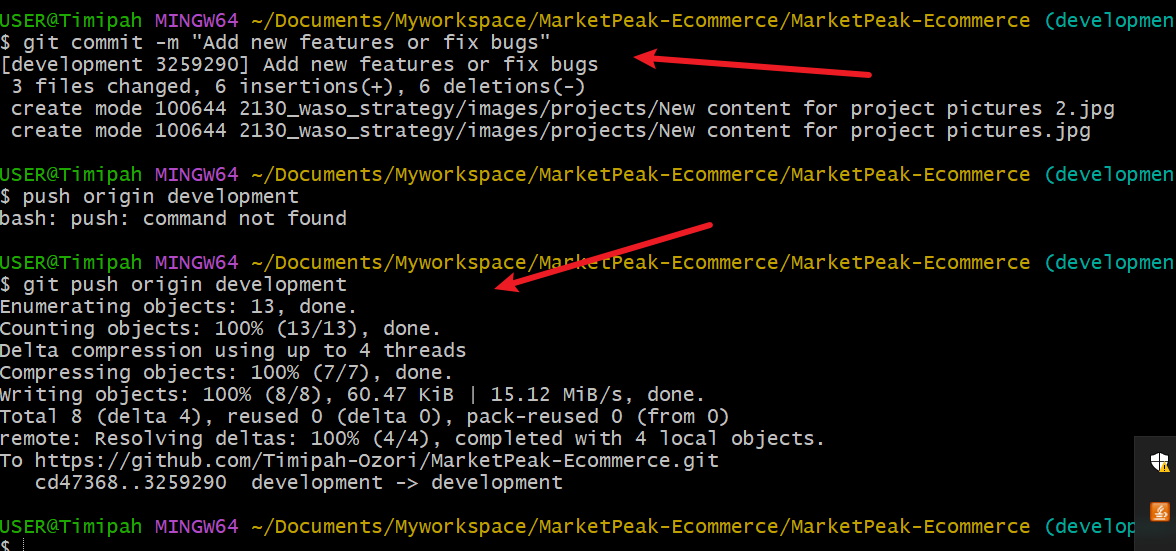 USER@Timipah MINGW64 ~/Documents/Myworkspace/MarketPeak-Ecommerce/MarketPeak-Ecommerce (developmen
$ git commit -m "Add new features or fix bugs"
[development 3259290] Add new features or fix bugs
 3 files changed, 6 insertions(+), 6 deletions(-)
 create mode 100644 2130_waso_strategy/images/projects/New content for project pictures 2.jpg
 create mode 100644 2130_waso_strategy/images/projects/New content for project pictures.jpg
USER@Timipah MINGW64 ~/Documents/Myworkspace/MarketPeak-Ecommerce/MarketPeak-Ecommerce (developmen
$ push origin development
bash: push: command not found
USER@Timipah MINGW64 ~/Documents/Myworkspace/MarketPeak-Ecommerce/MarketPeak-Ecommerce (developmen
$ git push origin development
Enumerating objects: 13, done.
Counting objects: 100% (13/13), done.
Delta compression using up to 4 threads
Compressing objects: 100% (7/7), done.
Writing objects: 100% (8/8), 60.47 KiB | 15.12 MiB/s, done.
Total 8 (delta 4), reused 0 (delta 0), pack-reused 0 (from 0)
remote: Resolving deltas: 100% (4/4), completed with 4 local objects.
To https://github.com/Timipah-Ozori/MarketPeak-Ecommerce.git
   cd47368..3259290  development -> development
USER@Timipah MINGW64 ~/Documents/Myworkspace/MarketPeak-Ecommerce/MarketPeak-Ecommerce (develop
$